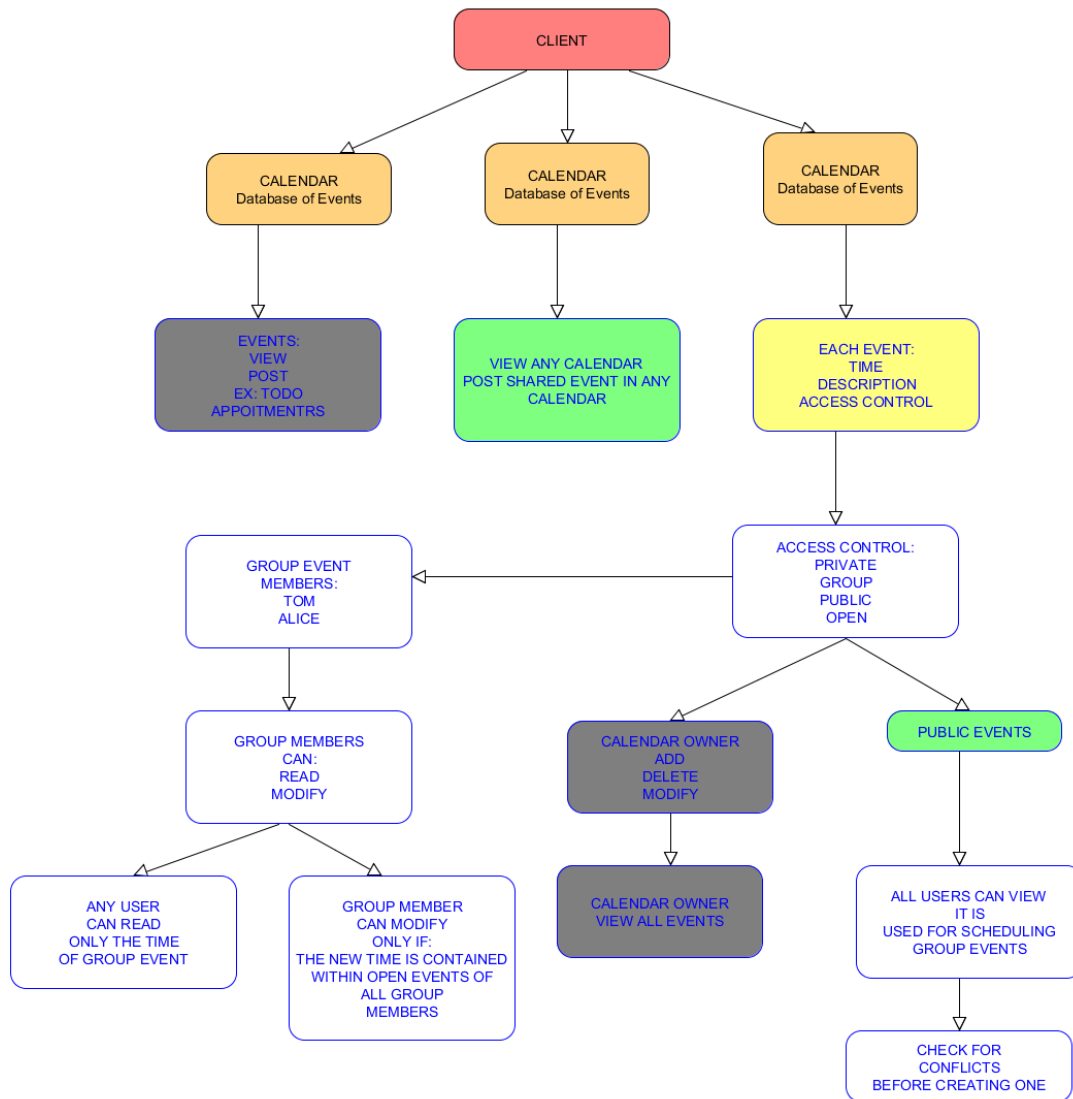 CLIENT
CALENDAR
Database of Events
CALENDAR
Database of Events
CALENDAR
Database of Events
EVENTS:
VIEW
POST
EX: TODO
APPOITMENTRS
VIEW ANY CALENDAR
POST SHARED EVENT IN ANY
CALENDAR
EACH EVENT:
TIME
DESCRIPTION
ACCESS CONTROL
GROUP EVENT
MEMBERS:
TOM
ALICE
ACCESS CONTROL:
PRIVATE
GROUP
PUBLIC
OPEN
GROUP MEMBERS
CAN:
READ
MODIFY
CALENDAR OWNER
ADD
DELETE
MODIFY
PUBLIC EVENTS
ANY USER
CAN READ
ONLY THE TIME
OF GROUP EVENT
GROUP MEMBER
CAN MODIFY
ONLY IF:
THE NEW TIME IS CONTAINED
WITHIN OPEN EVENTS OF
ALL GROUP
MEMBERS
CALENDAR OWNER
VIEW ALL EVENTS
ALL USERS CAN VIEW
IT IS
USED FOR SCHEDULING
GROUP EVENTS
CHECK FOR
CONFLICTS
BEFORE CREATING ONE